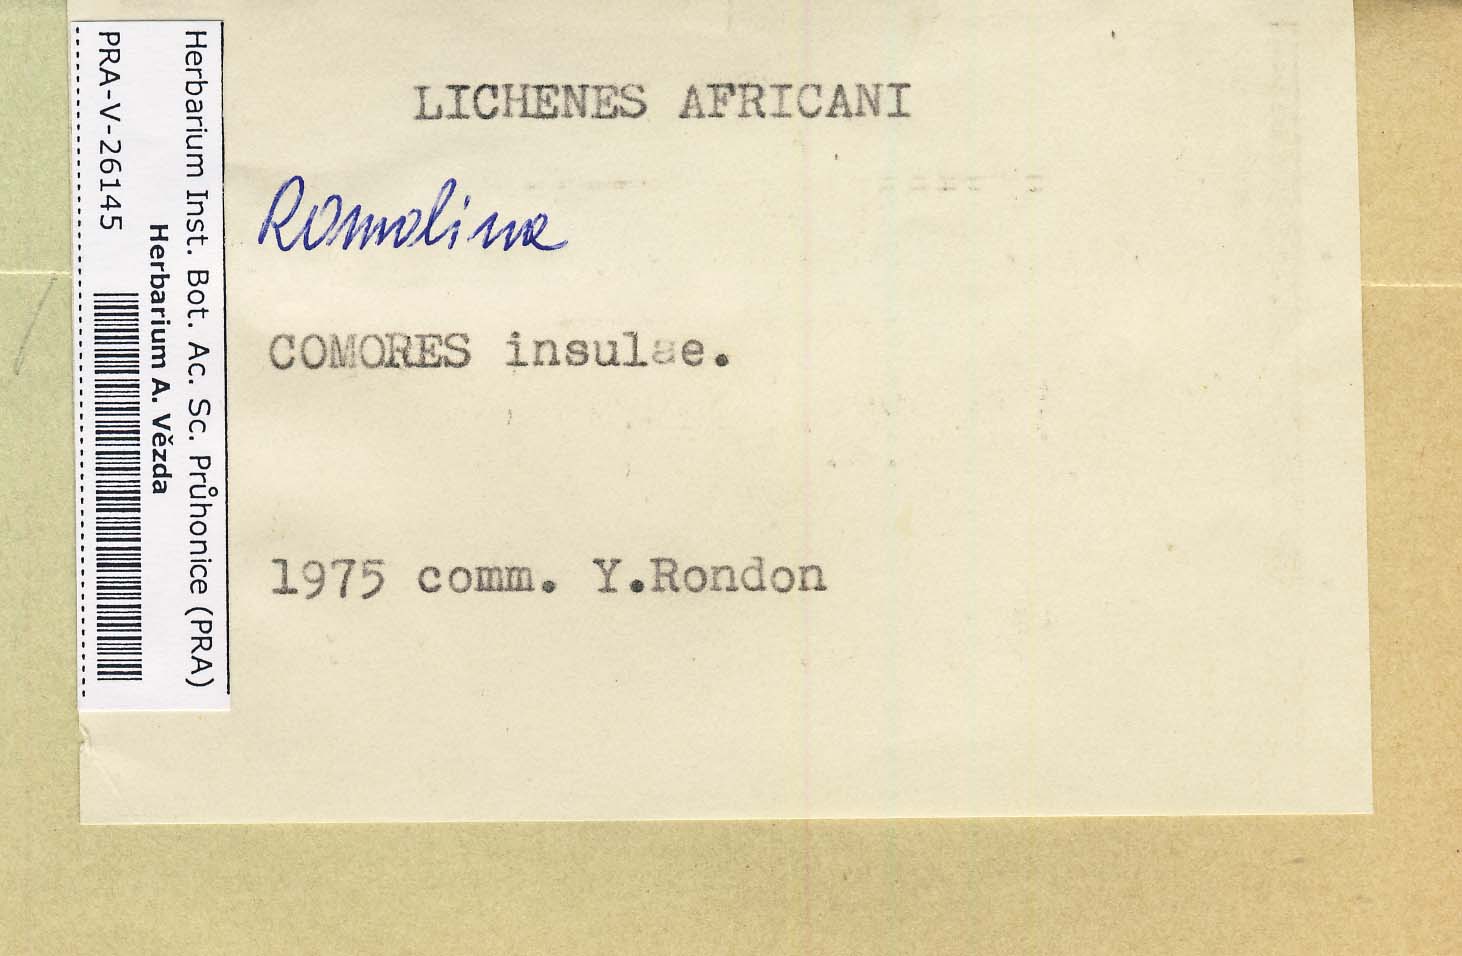 LICHENES AFRICANI
Ramalina
COMORES insulae.
1975 comm. Y.Rondon
Herbarium Inst. Bot. Ac. Sc. Průhonice (PRA)
Herbarium A. Vězda
PRA-V-26145